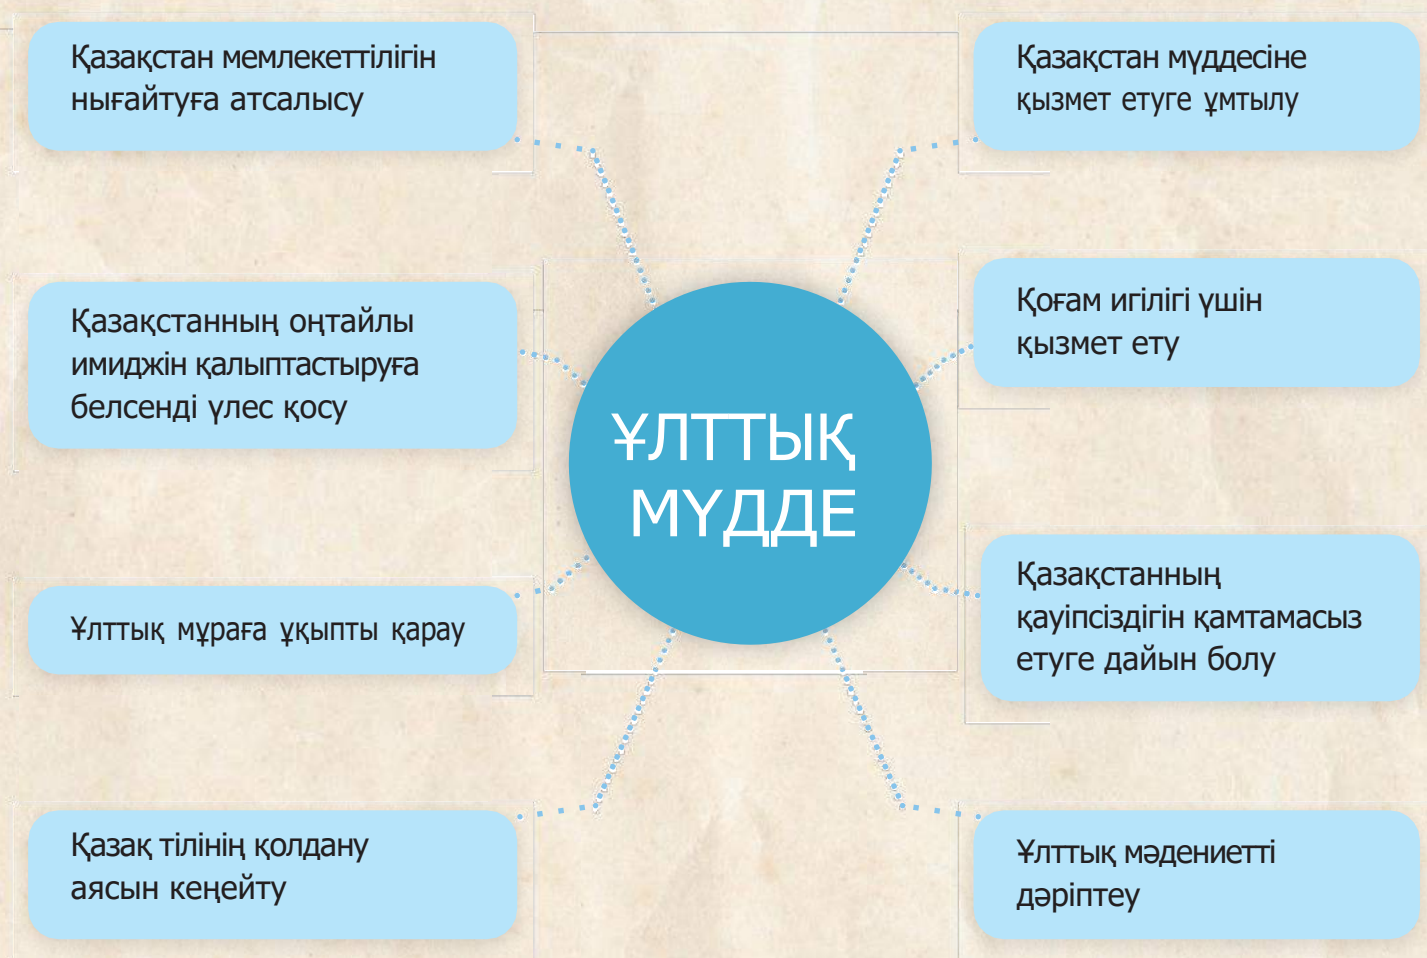 Қазақстан мемлекеттілігін
нығайтуға атсалысу
Қазақстанның оңтайлы
имиджін қалыптастыруға
белсенді үлес қосу
Ұлттық мұраға ұқыпты қарау
Қазақ тілінің қолдану
аясын кеңейту
ҰЛТТЫҚ
МҮДДЕ
Қазақстан мүддесіне
қызмет етуге ұмтылу
Қоғам игілігі үшін
қызмет ету
Қазақстанның
қауіпсіздігін қамтамасыз
етуге дайын болу
Ұлттық мәдениетті
дәріптеу